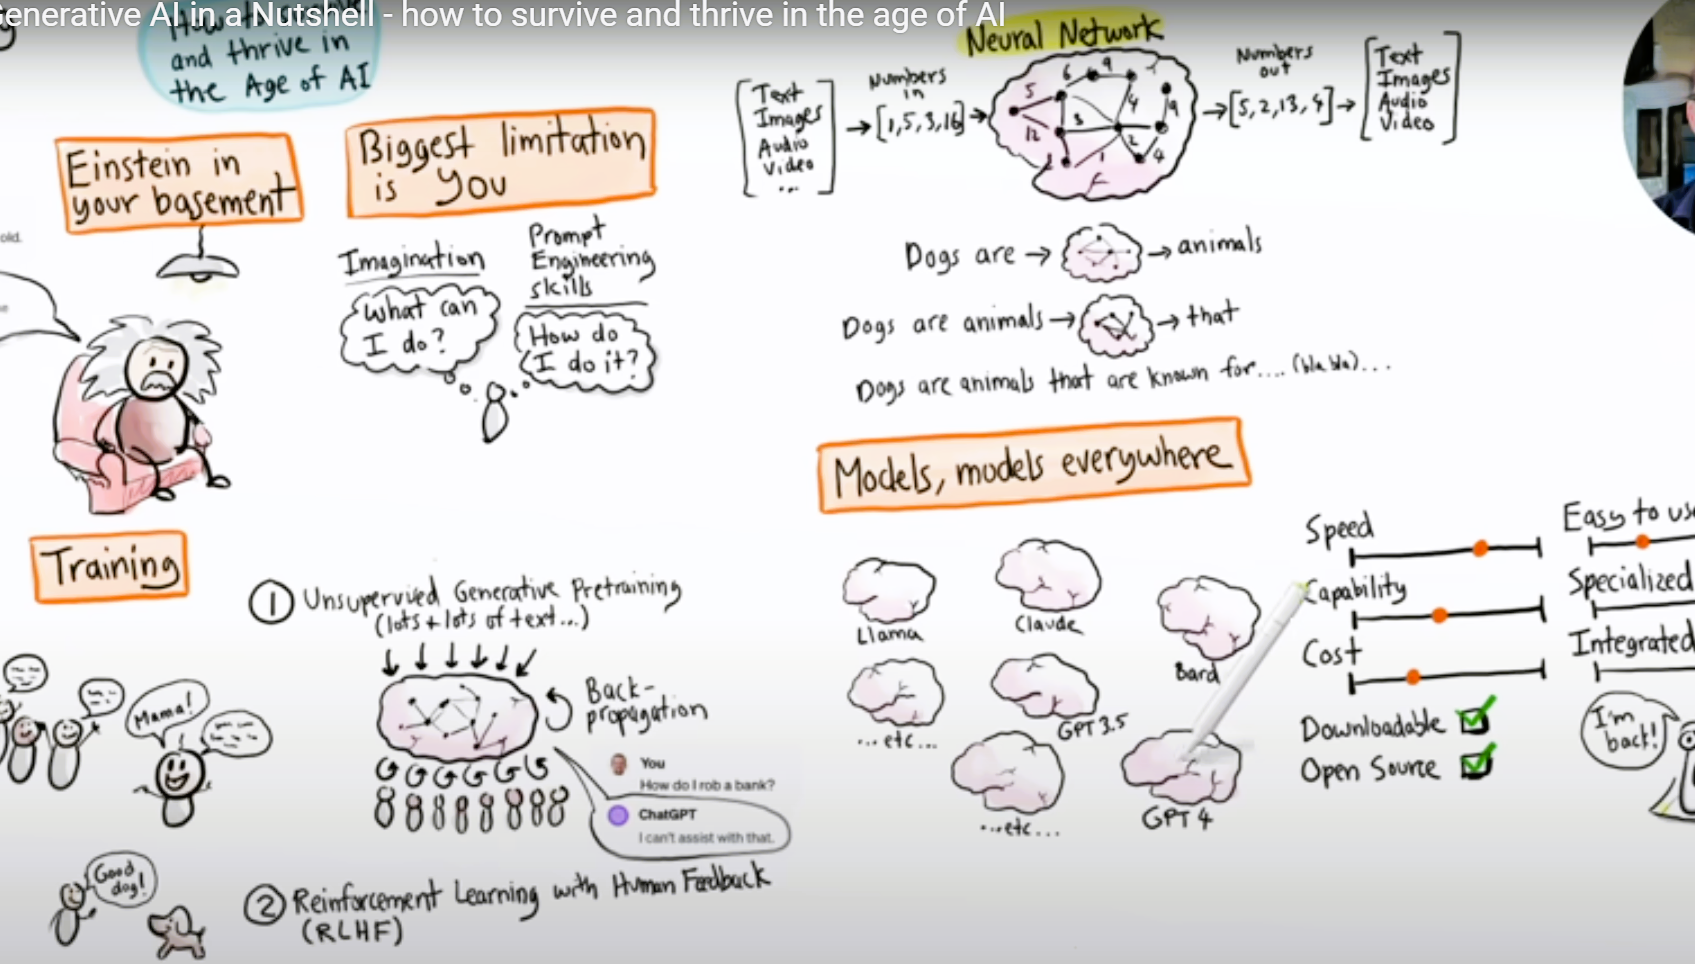 enerative AI in a Nutshell - how to survive and thrive in the age of AI
and thrive in
the Age of AI
Einstein in
your basement
old.
Biggest limitation
is You
Imagination
What can
I do?
Prompt
Engineering
skills
How do
I do it?
Neural Network
Text
Images
Audio
Video
...
Numbers
in
[1,5,3,16]
5
6
9
4
9
12
3
2
4
1
Numbers
out
[5,2,13,4]
Text
Images
Audio
Video
Dogs are → → animals
Dogs are animals → → that
Dogs are animals that are known for.... (bla bla)...
Training
Mama!
Good
dog!
1 Unsupervied Generative Pretraining
(lots + lots of text...)
Back-
propagation
You
How do I rob a bank?
ChatGPT
I can't assist with that.
2 Reinforcement Learning with Human Feedback
(RLHF)
Models, models everywhere
Llama
Claude
Bard
...etc...
GPT 3.5
...etc...
GPT 4
Speed
Capability
Cost
Downloadable
Open Source
Easy to us
Specialized
Integrated
I'm
back!